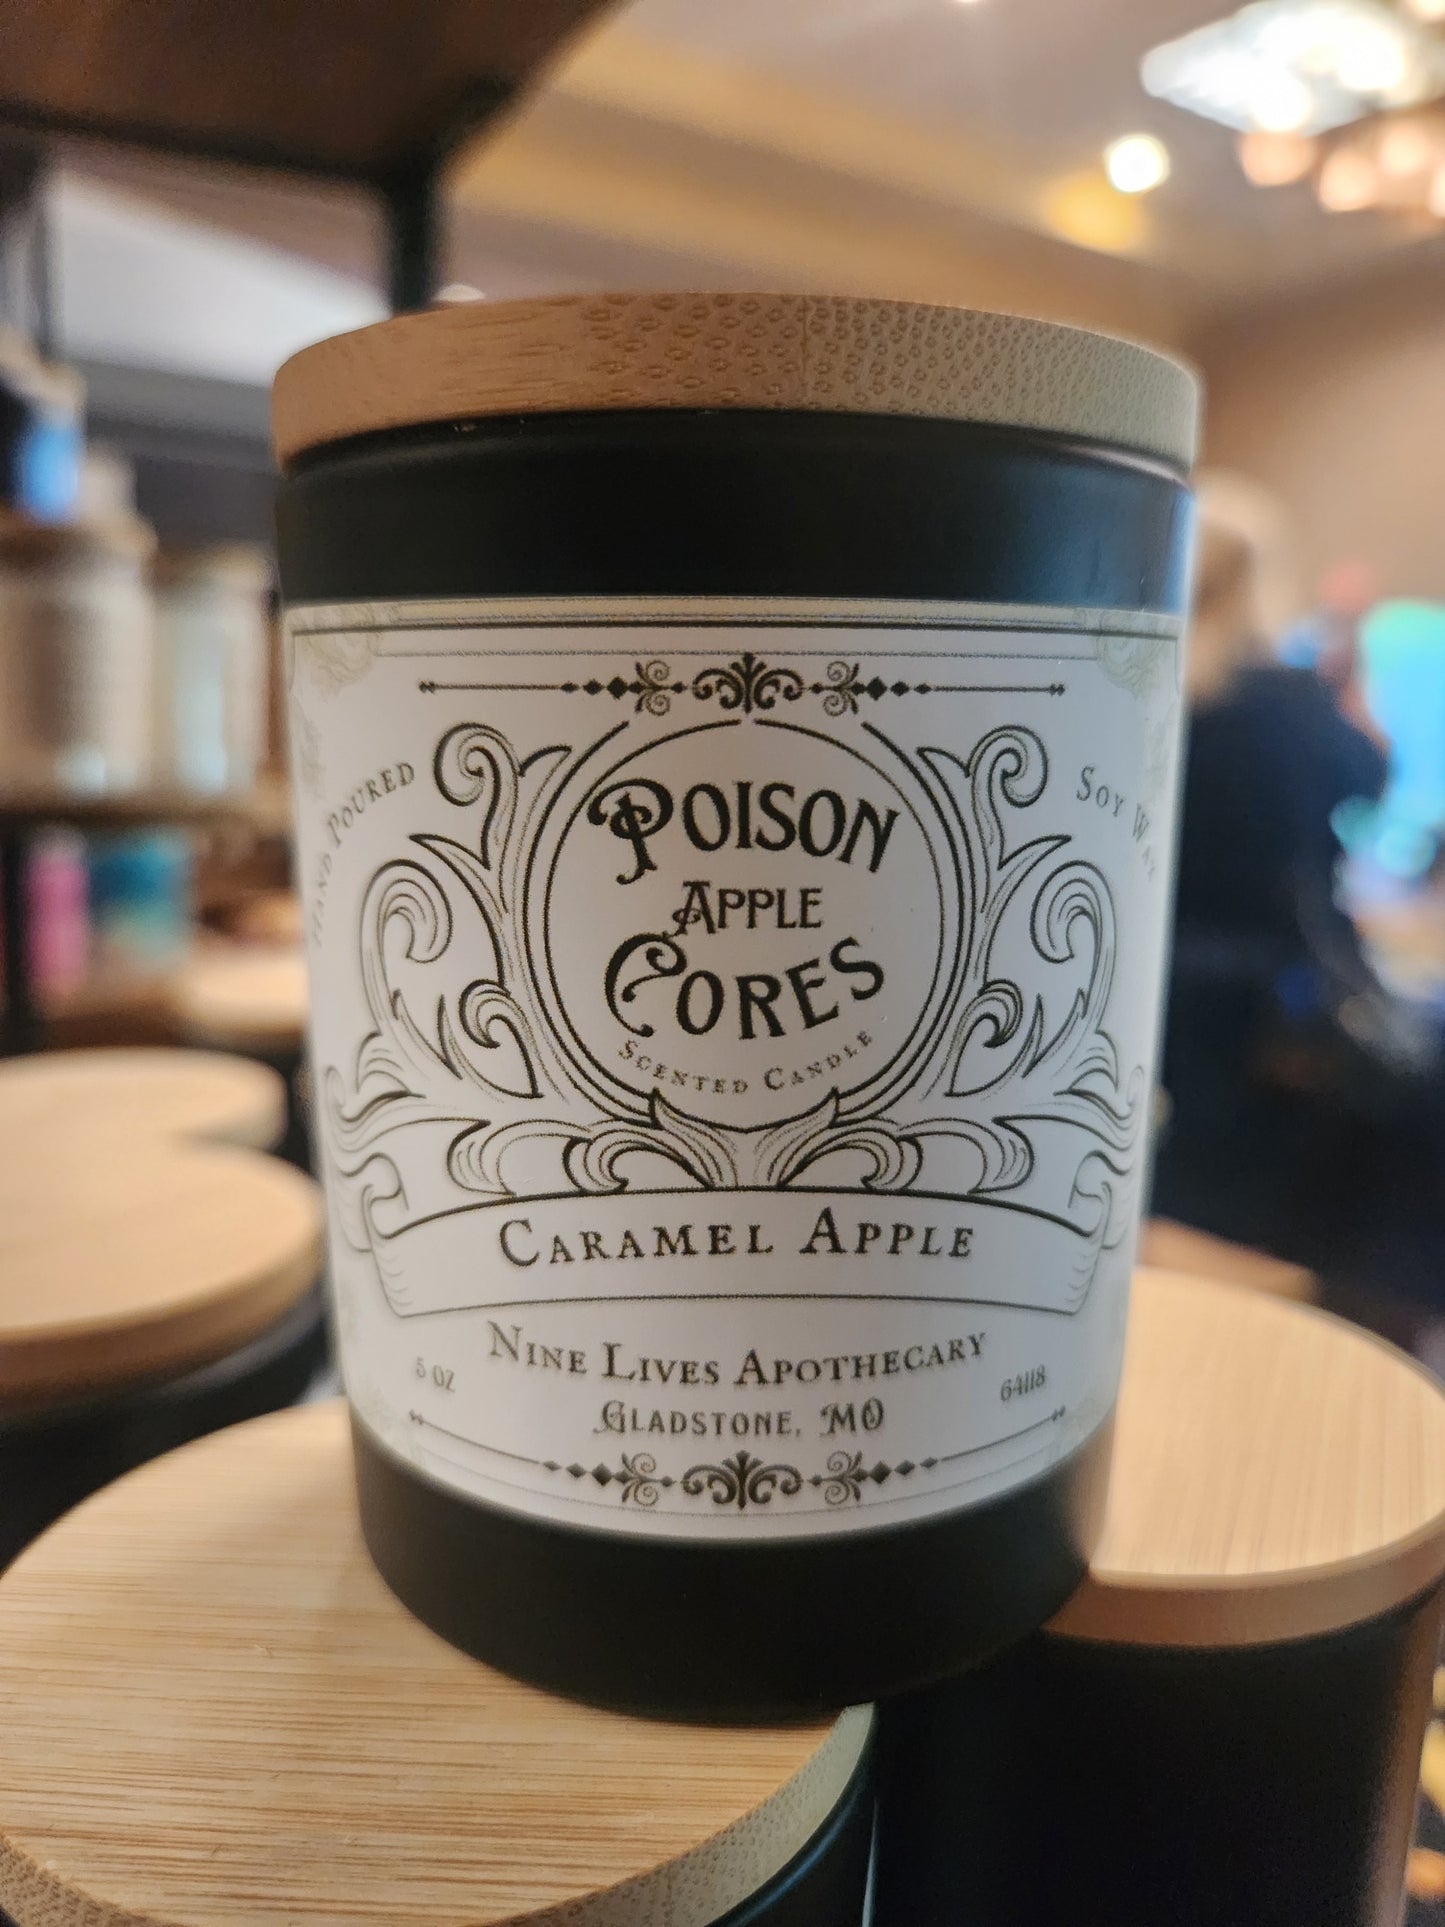 Hand Poured
Soy Wax
Poison
Apple
Cores
Scented Candle
Caramel Apple
Nine Lives Apothecary
5 oz
64118
Gladstone, MO